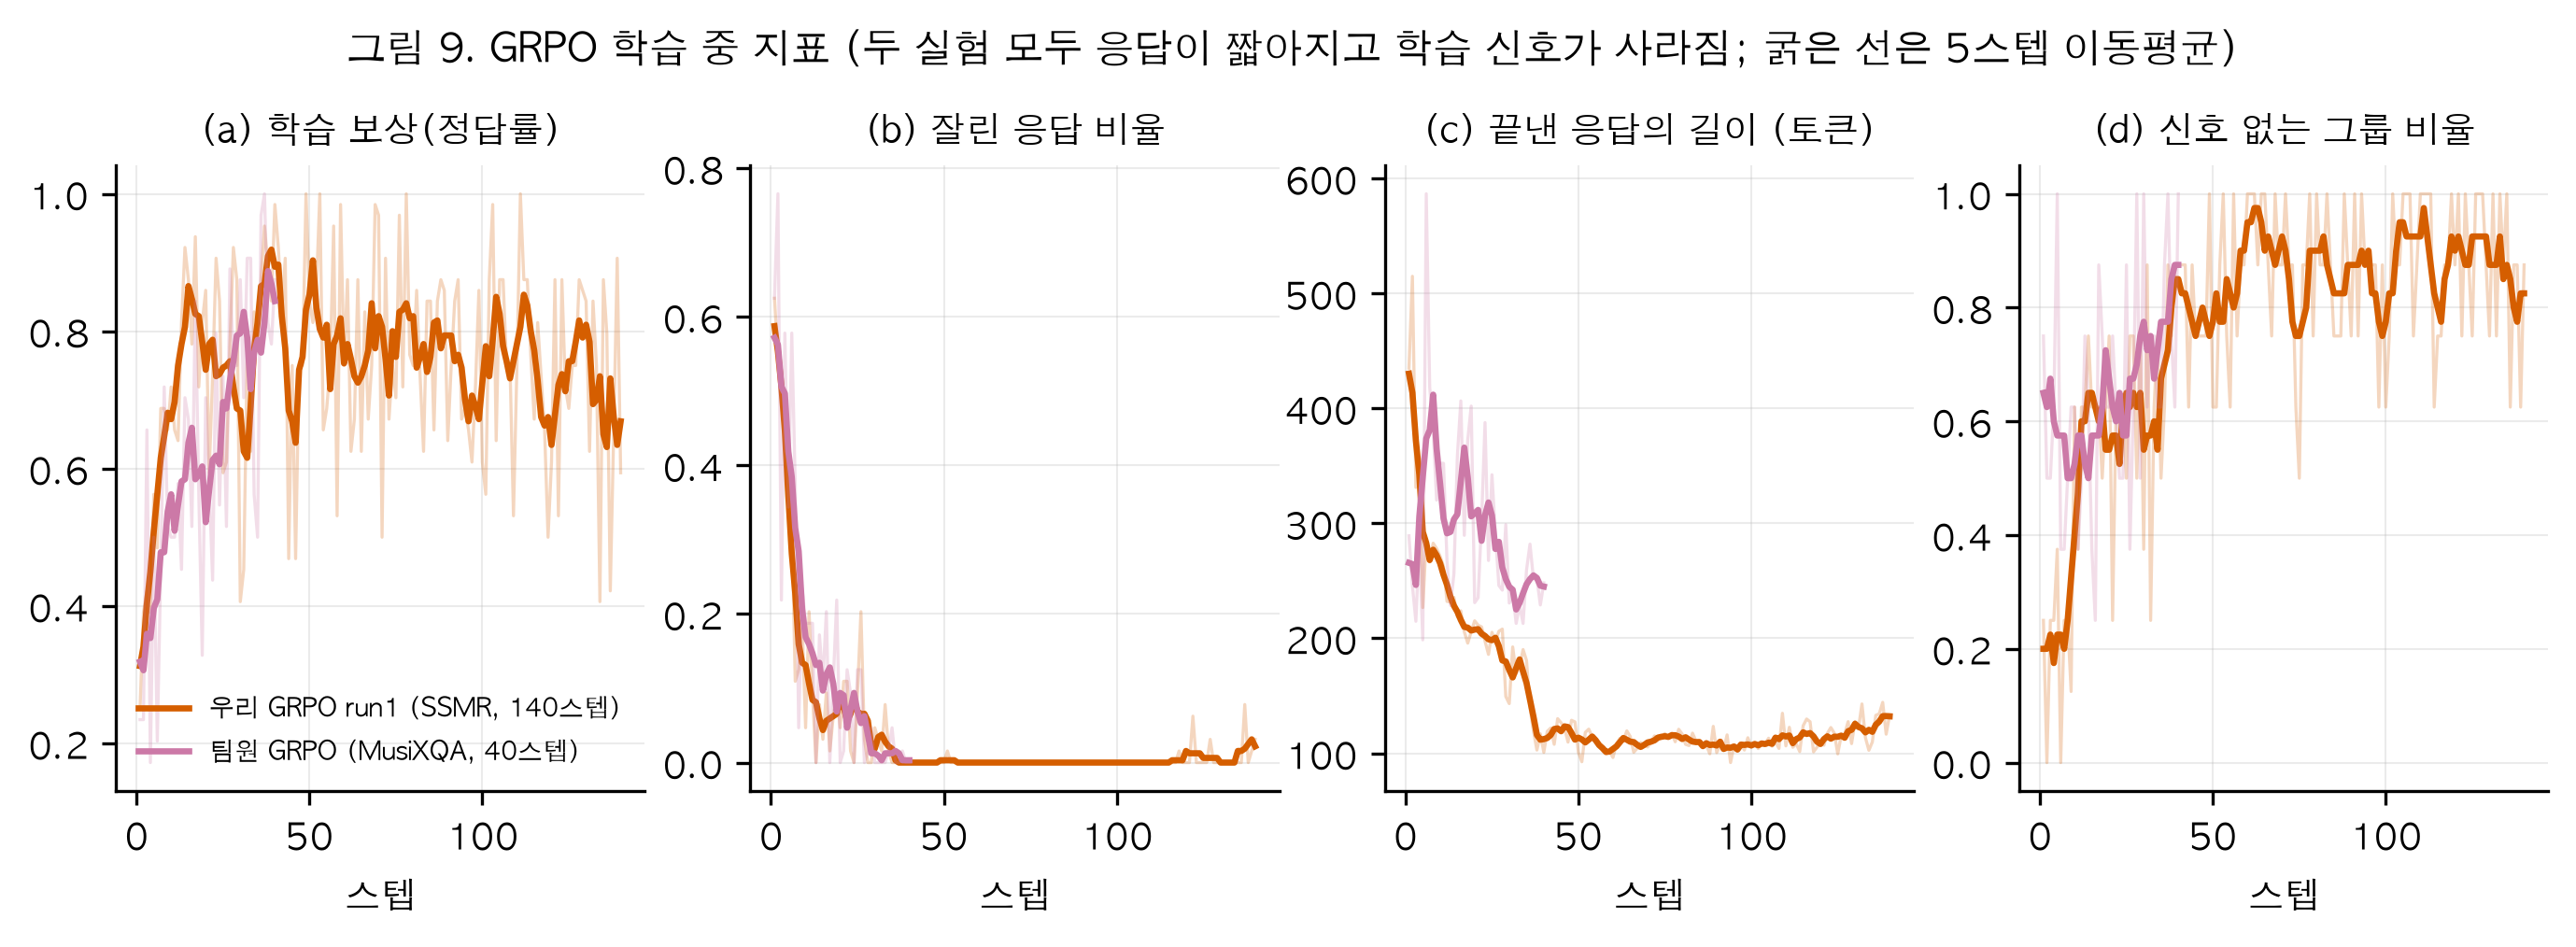 그림 9. GRPO 학습 중 지표 (두 실험 모두 응답이 짧아지고 학습 신호가 사라짐; 굵은 선은 5스텝 이동평균)
(a) 학습 보상(정답률)
1.0
0.8
0.6
0.4
0.2
우리 GRPO run1 (SSMR, 140스텝)
팀원 GRPO (MusiXQA, 40스텝)
0 50 100
스텝
(b) 잘린 응답 비율
0.8
0.6
0.4
0.2
0.0
0 50 100
스텝
(c) 끝낸 응답의 길이 (토큰)
600
500
400
300
200
100
0 50 100
스텝
(d) 신호 없는 그룹 비율
1.0
0.8
0.6
0.4
0.2
0.0
0 50 100
스텝